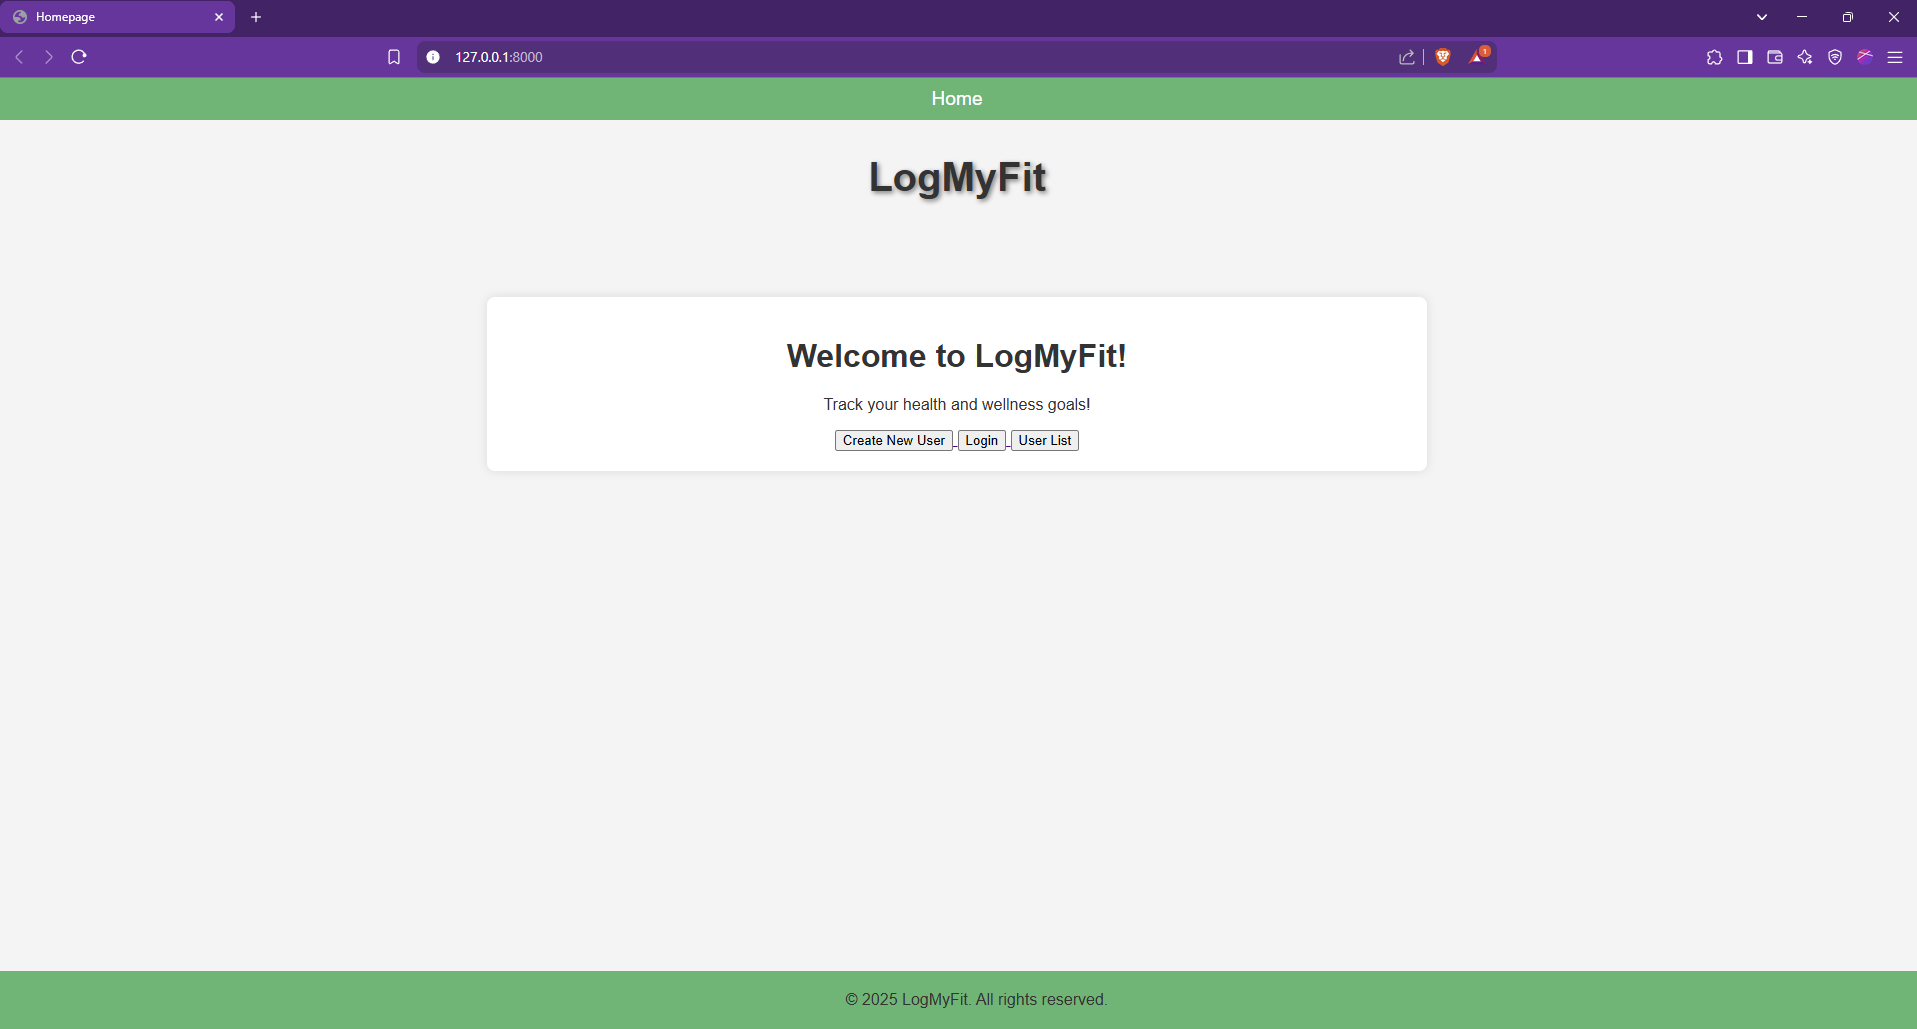 Homepage
127.0.0.1:8000
1
Home
LogMyFit
Welcome to LogMyFit!
Track your health and wellness goals!
Create New User Login User List
© 2025 LogMyFit. All rights reserved.